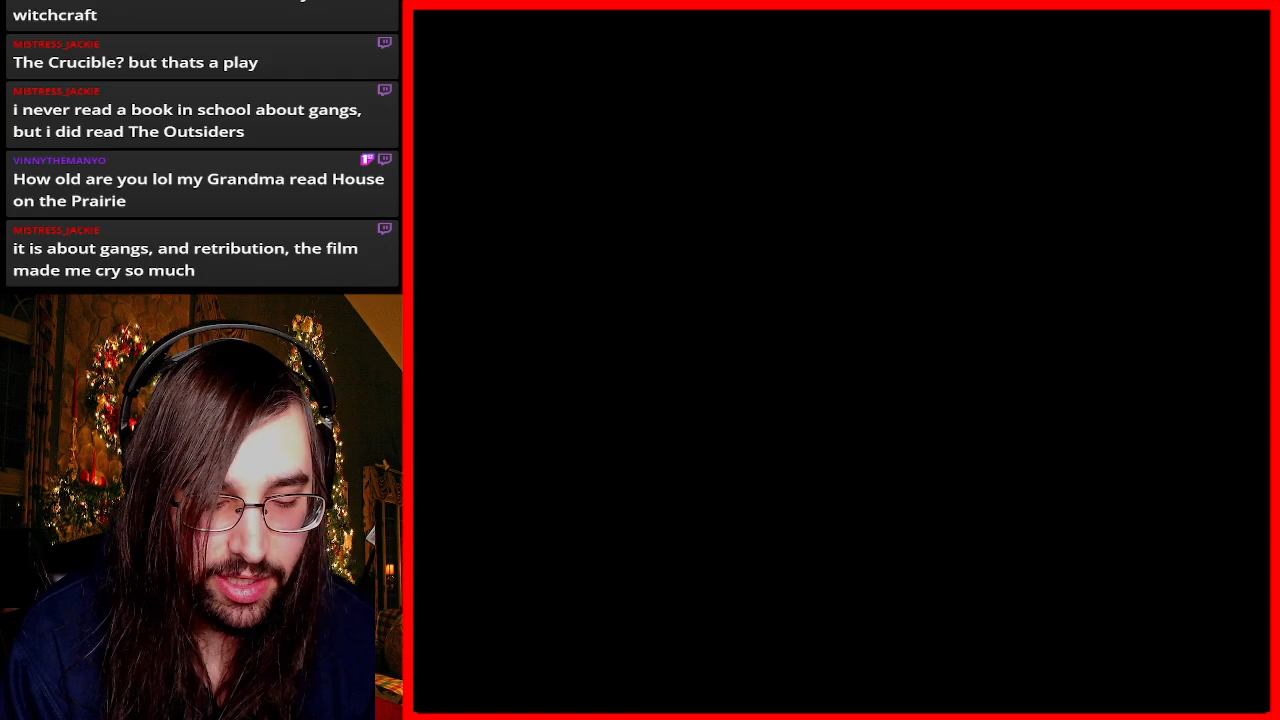 witchcraft
MISTRESS_JACKIE
The Crucible? but thats a play
MISTRESS_JACKIE
i never read a book in school about gangs,
but i did read The Outsiders
VINNYTHEMANYO
How old are you lol my Grandma read House
on the Prairie
MISTRESS_JACKIE
it is about gangs, and retribution, the film
made me cry so much